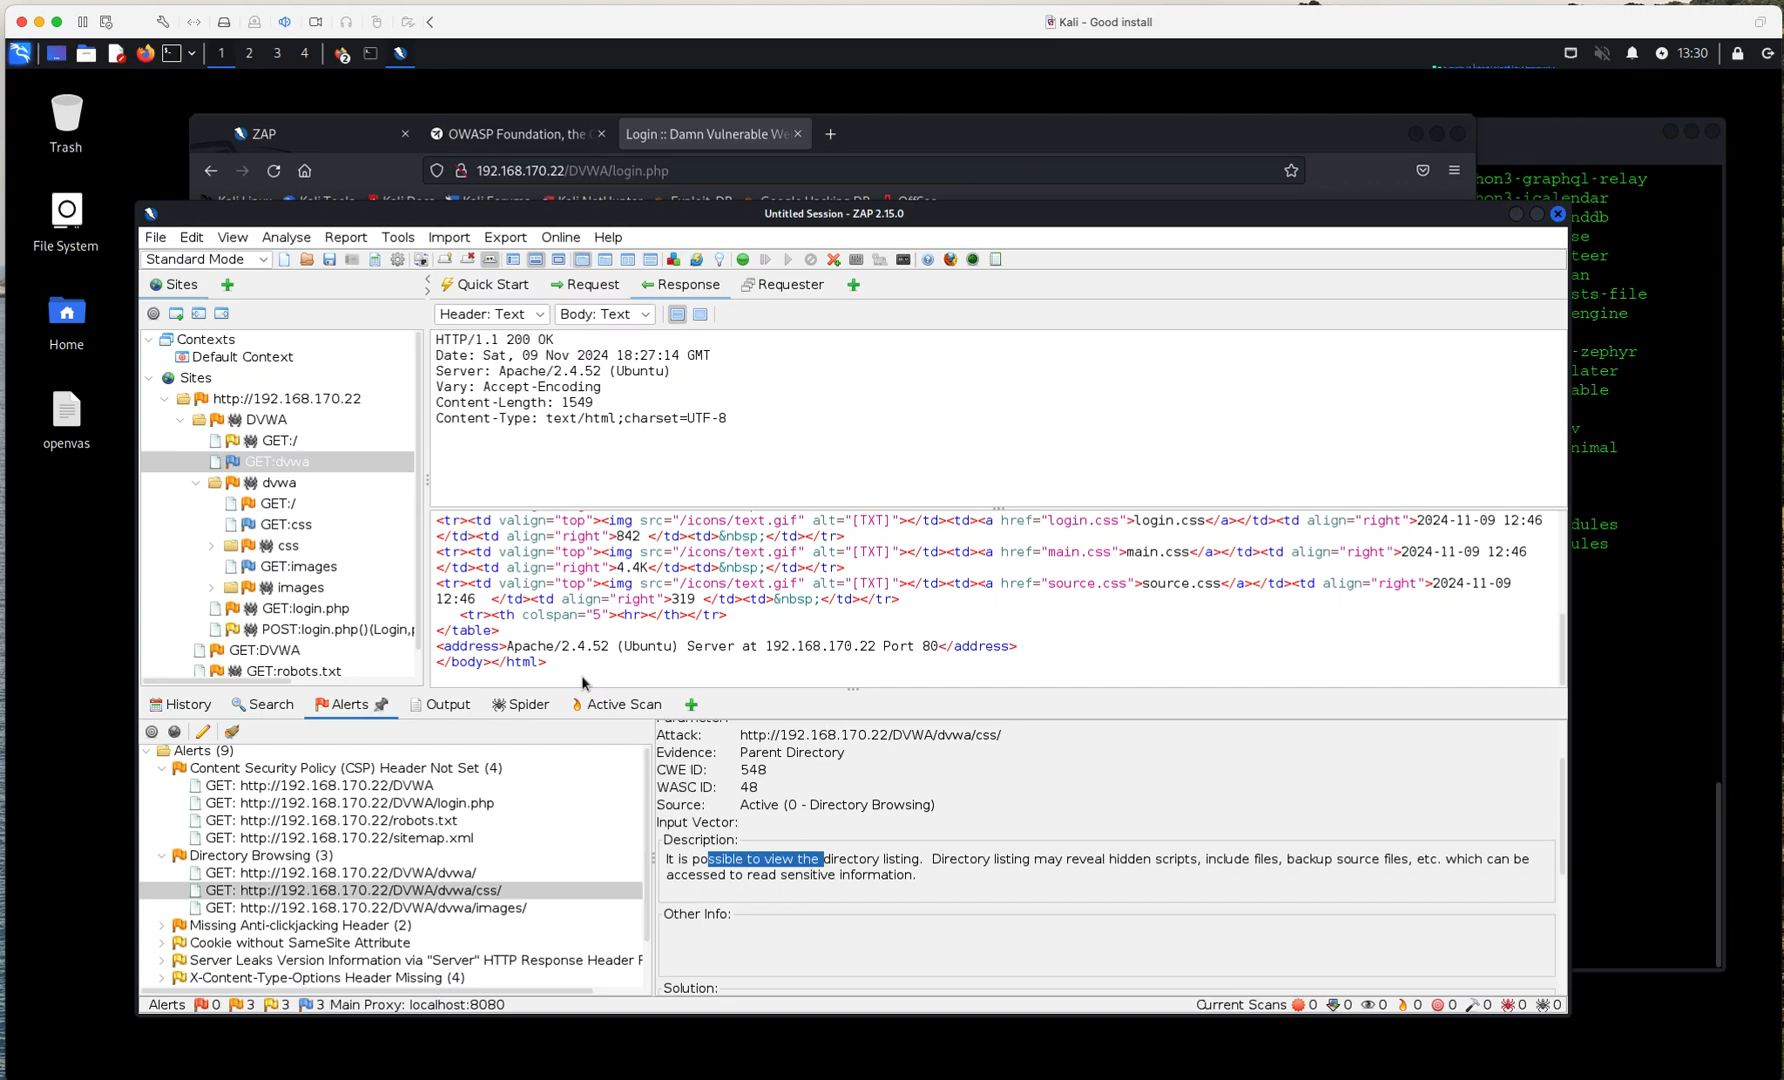 Kali - Good install
1 2 3 4 2 13:30
Trash
File System
Home
openvas
ZAP
OWASP Foundation, the
Login :: Damn Vulnerable We
192.168.170.22/DVWA/login.php
hon3-graphql-relay
Untitled Session - ZAP 2.15.0
File Edit View Analyse Report Tools Import Export Online Help
Standard Mode
Sites
Quick Start Request Response Requester
Header: Text Body: Text
Contexts
Default Context
Sites
http://192.168.170.22
DVWA
GET:/
GET:dvwa
dvwa
GET:/
GET:css
css
GET:images
images
GET:login.php
POST:login.php()(Login,
GET:DVWA
GET:robots.txt
HTTP/1.1 200 OK
Date: Sat, 09 Nov 2024 18:27:14 GMT
Server: Apache/2.4.52 (Ubuntu)
Vary: Accept-Encoding
Content-Length: 1549
Content-Type: text/html;charset=UTF-8
<tr><td valign="top"><img src="/icons/text.gif" alt="[TXT]"></td><td><a href="login.css">login.css</a></td><td align="right">2024-11-09 12:46
</td><td align="right">842 </td><td>&nbsp;</td></tr>
<tr><td valign="top"><img src="/icons/text.gif" alt="[TXT]"></td><td><a href="main.css">main.css</a></td><td align="right">2024-11-09 12:46
</td><td align="right">4.4K</td><td>&nbsp;</td></tr>
<tr><td valign="top"><img src="/icons/text.gif" alt="[TXT]"></td><td><a href="source.css">source.css</a></td><td align="right">2024-11-09
12:46 </td><td align="right">319 </td><td>&nbsp;</td></tr>
<tr><th colspan="5"><hr></th></tr>
</table>
<address>Apache/2.4.52 (Ubuntu) Server at 192.168.170.22 Port 80</address>
</body></html>
nddb
se
teer
an
sts-file
engine
-zephyr
later
able
v
nimal
dules
ules
History Search Alerts Output Spider Active Scan
Alerts (9)
Content Security Policy (CSP) Header Not Set (4)
GET: http://192.168.170.22/DVWA
GET: http://192.168.170.22/DVWA/login.php
GET: http://192.168.170.22/robots.txt
GET: http://192.168.170.22/sitemap.xml
Directory Browsing (3)
GET: http://192.168.170.22/DVWA/dvwa/
GET: http://192.168.170.22/DVWA/dvwa/css/
GET: http://192.168.170.22/DVWA/dvwa/images/
Missing Anti-clickjacking Header (2)
Cookie without SameSite Attribute
Server Leaks Version Information via "Server" HTTP Response Header F
X-Content-Type-Options Header Missing (4)
Attack: http://192.168.170.22/DVWA/dvwa/css/
Evidence: Parent Directory
CWE ID: 548
WASC ID: 48
Source: Active (0 - Directory Browsing)
Input Vector:
Description:
It is possible to view the directory listing. Directory listing may reveal hidden scripts, include files, backup source files, etc. which can be
accessed to read sensitive information.
Other Info:
Solution:
Alerts 0 3 3 3 Main Proxy: localhost:8080
Current Scans 0 0 0 0 0 0 0 0